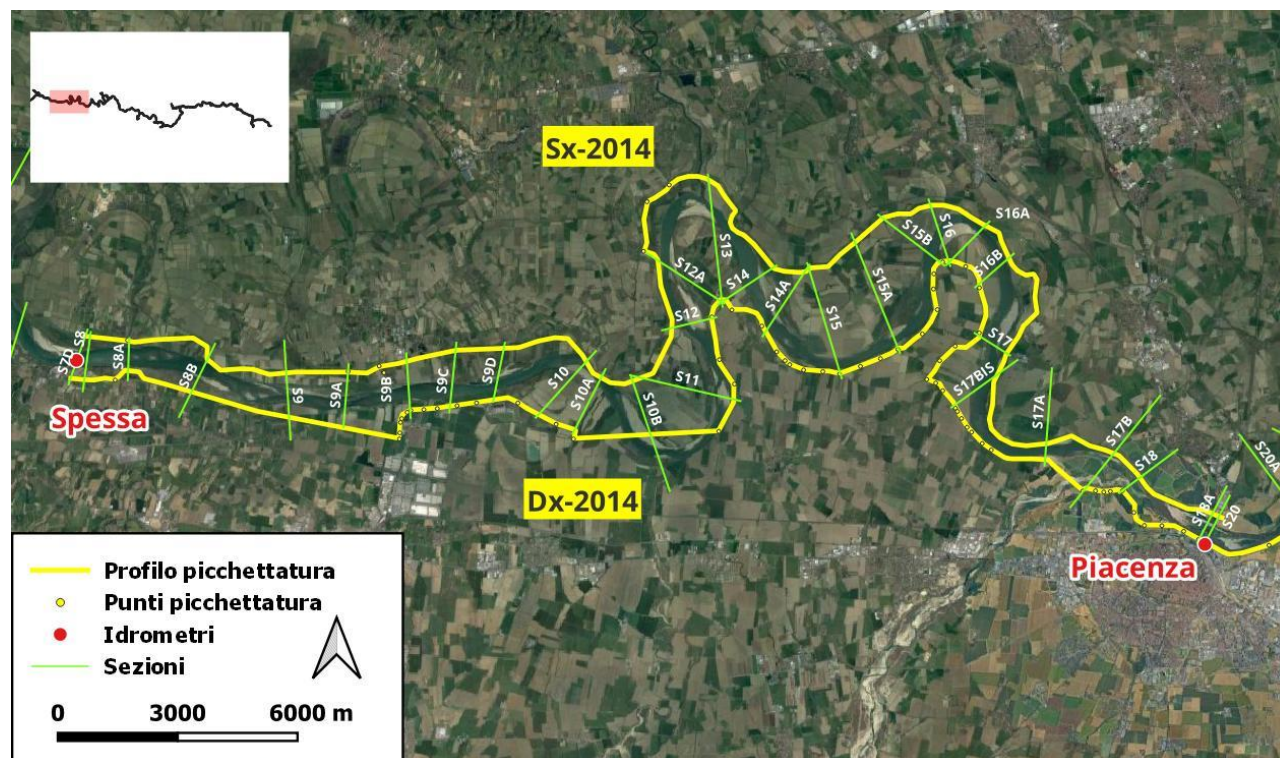 Sx-2014
S16A
S16
S15B
S16B
S13
S12A
S14
S14A
S15A
S15
S12
S17
S7D
S8
S8A
S8B
S9
S9A
S9B
S9C
S9D
S10
S10A
S10B
S11
S17BIS
S17A
S17B
S18
S20A
S20
Spessa
Dx-2014
Piacenza
Profilo picchettatura
Punti picchettatura
Idrometri
Sezioni
0 3000 6000 m